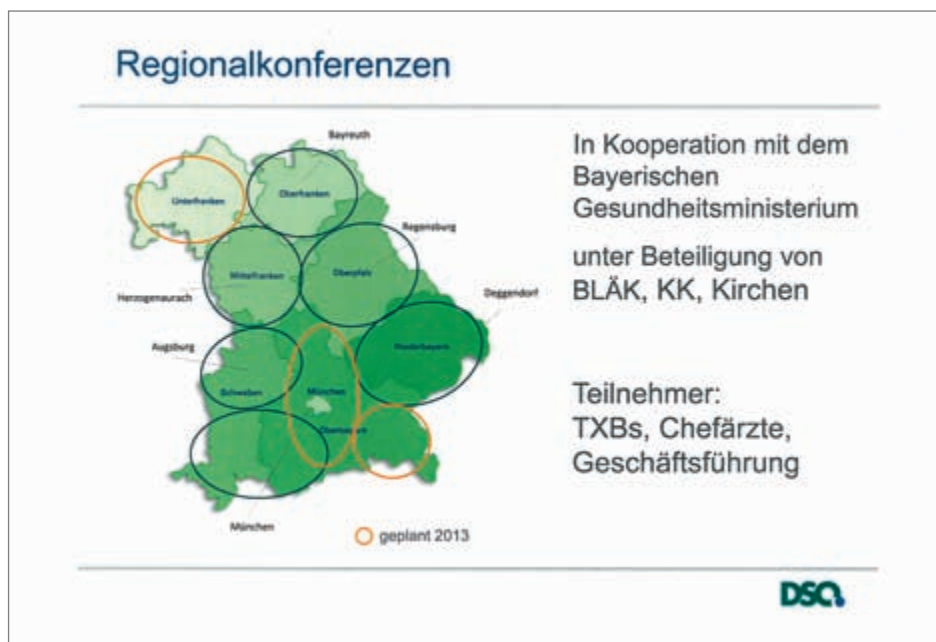 Regionalkonferenzen
Bayreuth
Unterfranken
Oberfranken
Regensburg
Mittelfranken
Oberpfalz
Herzogenaurach
Deggendorf
Augsburg
Niederbayern
Schwaben
München
Oberbayern
München
geplant 2013
In Kooperation mit dem
Bayerischen
Gesundheitsministerium
unter Beteiligung von
BLÄK, KK, Kirchen
Teilnehmer:
TXBs, Chefärzte,
Geschäftsführung
DSO